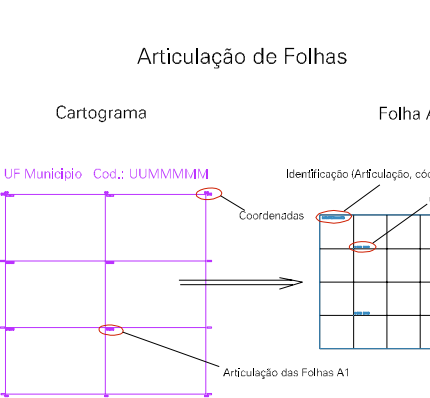 Articulação de Folhas
Cartograma
Folha A
UF Municipio Cod.: UUMMMMM
Identificação (Articulação, cód
Coordenadas
Articulação das Folhas A1